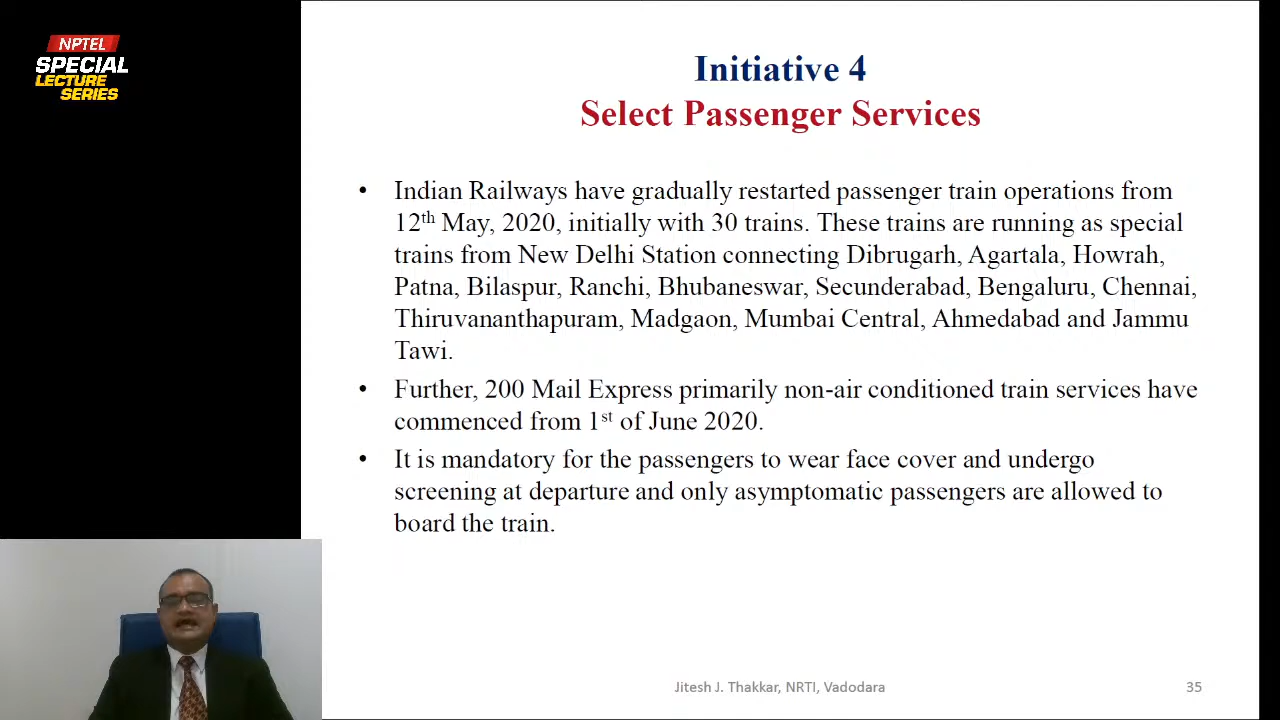 NPTEL
SPECIAL
LECTURE
SERIES
Initiative 4
Select Passenger Services
• Indian Railways have gradually restarted passenger train operations from
12th May, 2020, initially with 30 trains. These trains are running as special
trains from New Delhi Station connecting Dibrugarh, Agartala, Howrah,
Patna, Bilaspur, Ranchi, Bhubaneswar, Secunderabad, Bengaluru, Chennai,
Thiruvananthapuram, Madgaon, Mumbai Central, Ahmedabad and Jammu
Tawi.
• Further, 200 Mail Express primarily non-air conditioned train services have
commenced from 1st of June 2020.
• It is mandatory for the passengers to wear face cover and undergo
screening at departure and only asymptomatic passengers are allowed to
board the train.
Jitesh J. Thakkar, NRTI, Vadodara
35